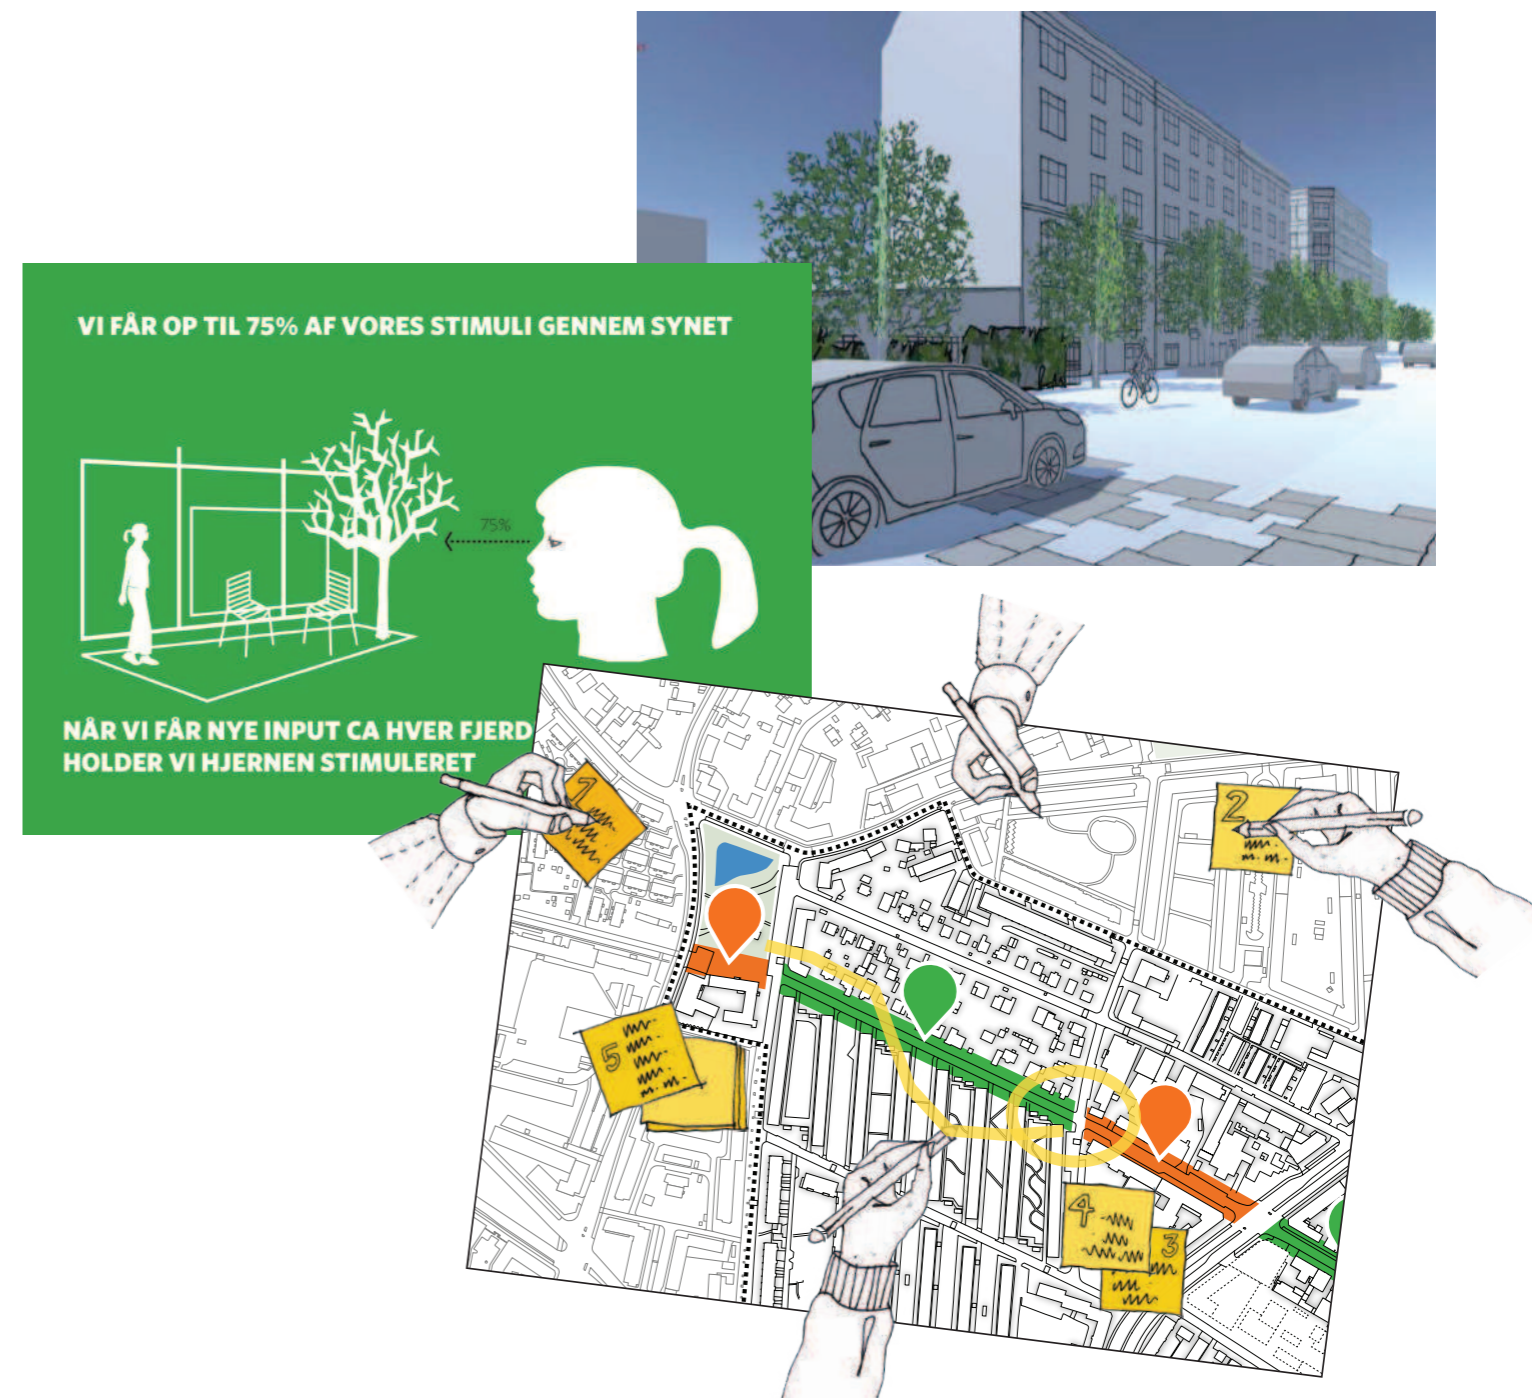 VI FÅR OP TIL 75% AF VORES STIMULI GENNEM SYNET
75%
NÅR VI FÅR NYE INPUT CA HVER FJERD
HOLDER VI HJERNEN STIMULERET
1
2
5
4
3